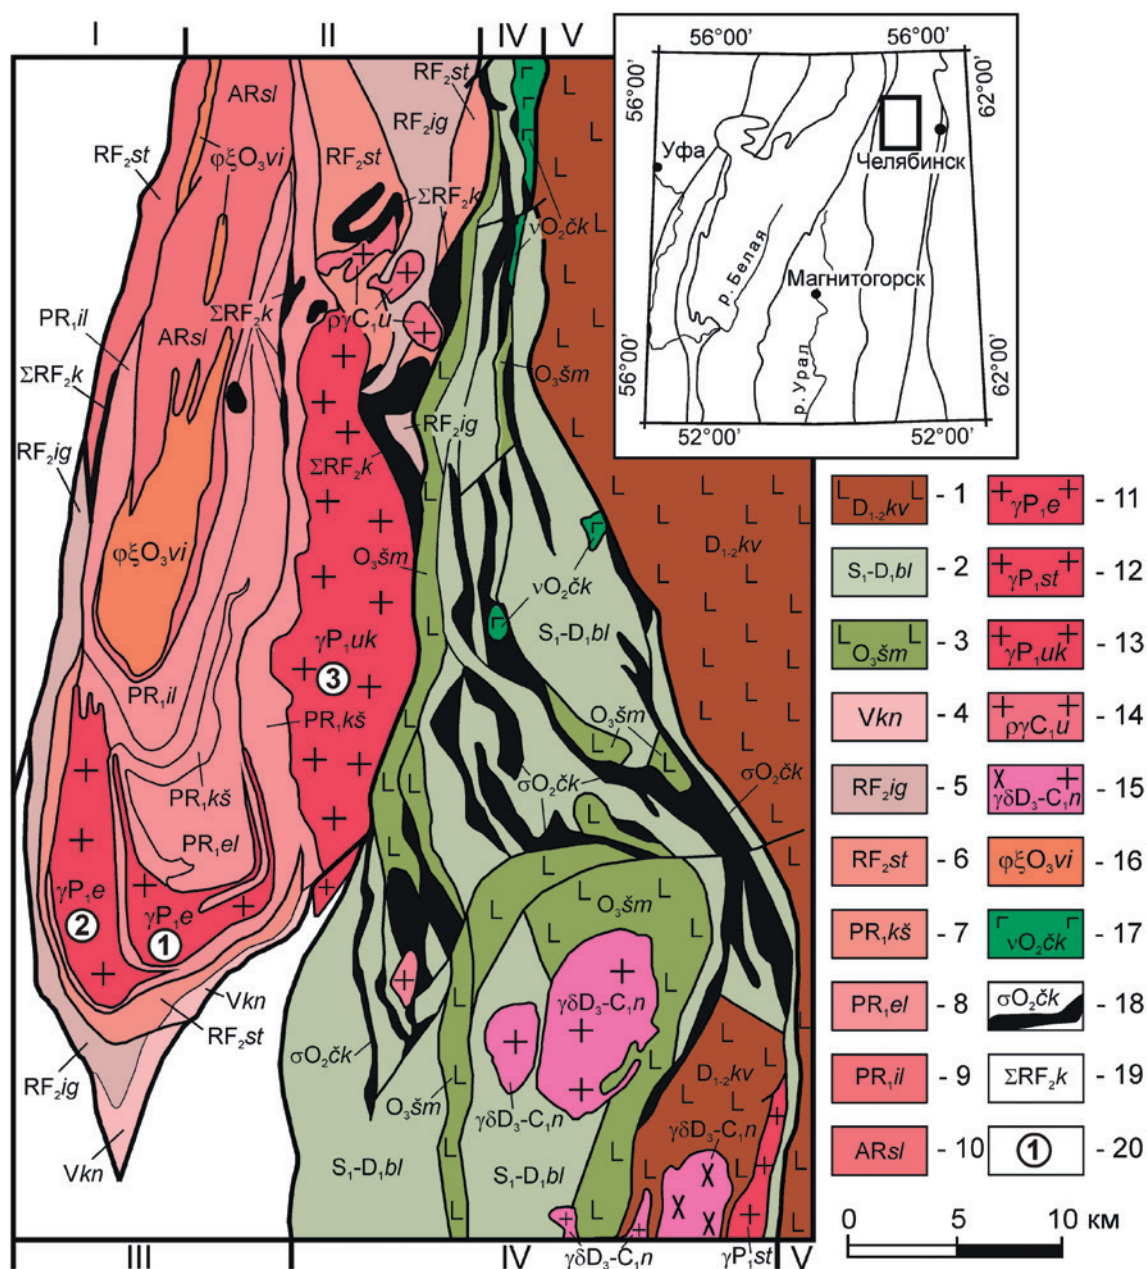 I II IV V
56°00' 56°00'
56°00' 62°00'
Уфа
Челябинск
р. Белая
Магнитогорск
р. Урал
56°00' 62°00'
52°00' 52°00'
RF₂st
ARsl
RF₂ig
RF₂st
RF₂st
φξO₃vi
ΣRF₂k
νO₂čk
PR₁il
ΣRF₂k
ARsl
ργC₁u
O₃šm
ΣRF₂k
RF₂ig
RF₂ig
ΣRF₂k
D₁₋₂kv
φξO₃vi
O₃šm
νO₂čk
S₁-D₁bl
γP₁uk
3
PR₁il
PR₁kš
O₃šm
σO₂čk
σO₂čk
PR₁kš
PR₁el
γP₁e
2
γP₁e
1
O₃šm
Vkn
γδD₃-C₁n
RF₂st
σO₂čk
RF₂ig
D₁₋₂kv
O₃šm
γδD₃-C₁n
γδD₃-C₁n
Vkn
S₁-D₁bl
S₁-D₁bl
γδD₃-C₁n
γP₁st
III IV V
D₁₋₂kv - 1
S₁-D₁bl - 2
O₃šm - 3
Vkn - 4
RF₂ig - 5
RF₂st - 6
PR₁kš - 7
PR₁el - 8
PR₁il - 9
ARsl - 10
γP₁e - 11
γP₁st - 12
γP₁uk - 13
ργC₁u - 14
γδD₃-C₁n - 15
φξO₃vi - 16
νO₂čk - 17
σO₂čk - 18
ΣRF₂k - 19
1 - 20
0 5 10 км